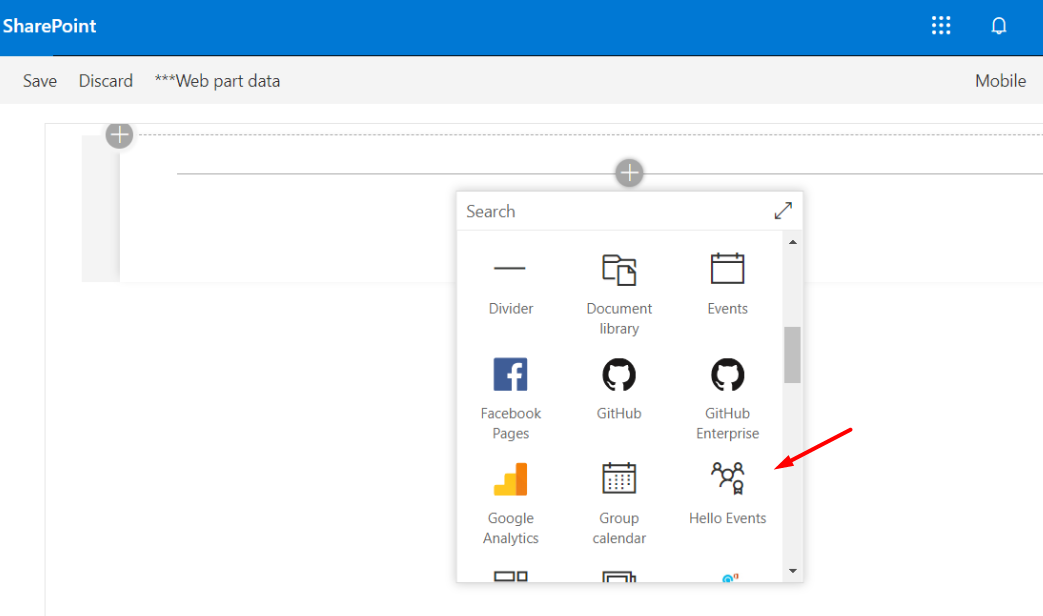 SharePoint
Save Discard ***Web part data Mobile
Search
Divider Document Events
library
Facebook GitHub GitHub
Pages Enterprise
Google Group Hello Events
Analytics calendar